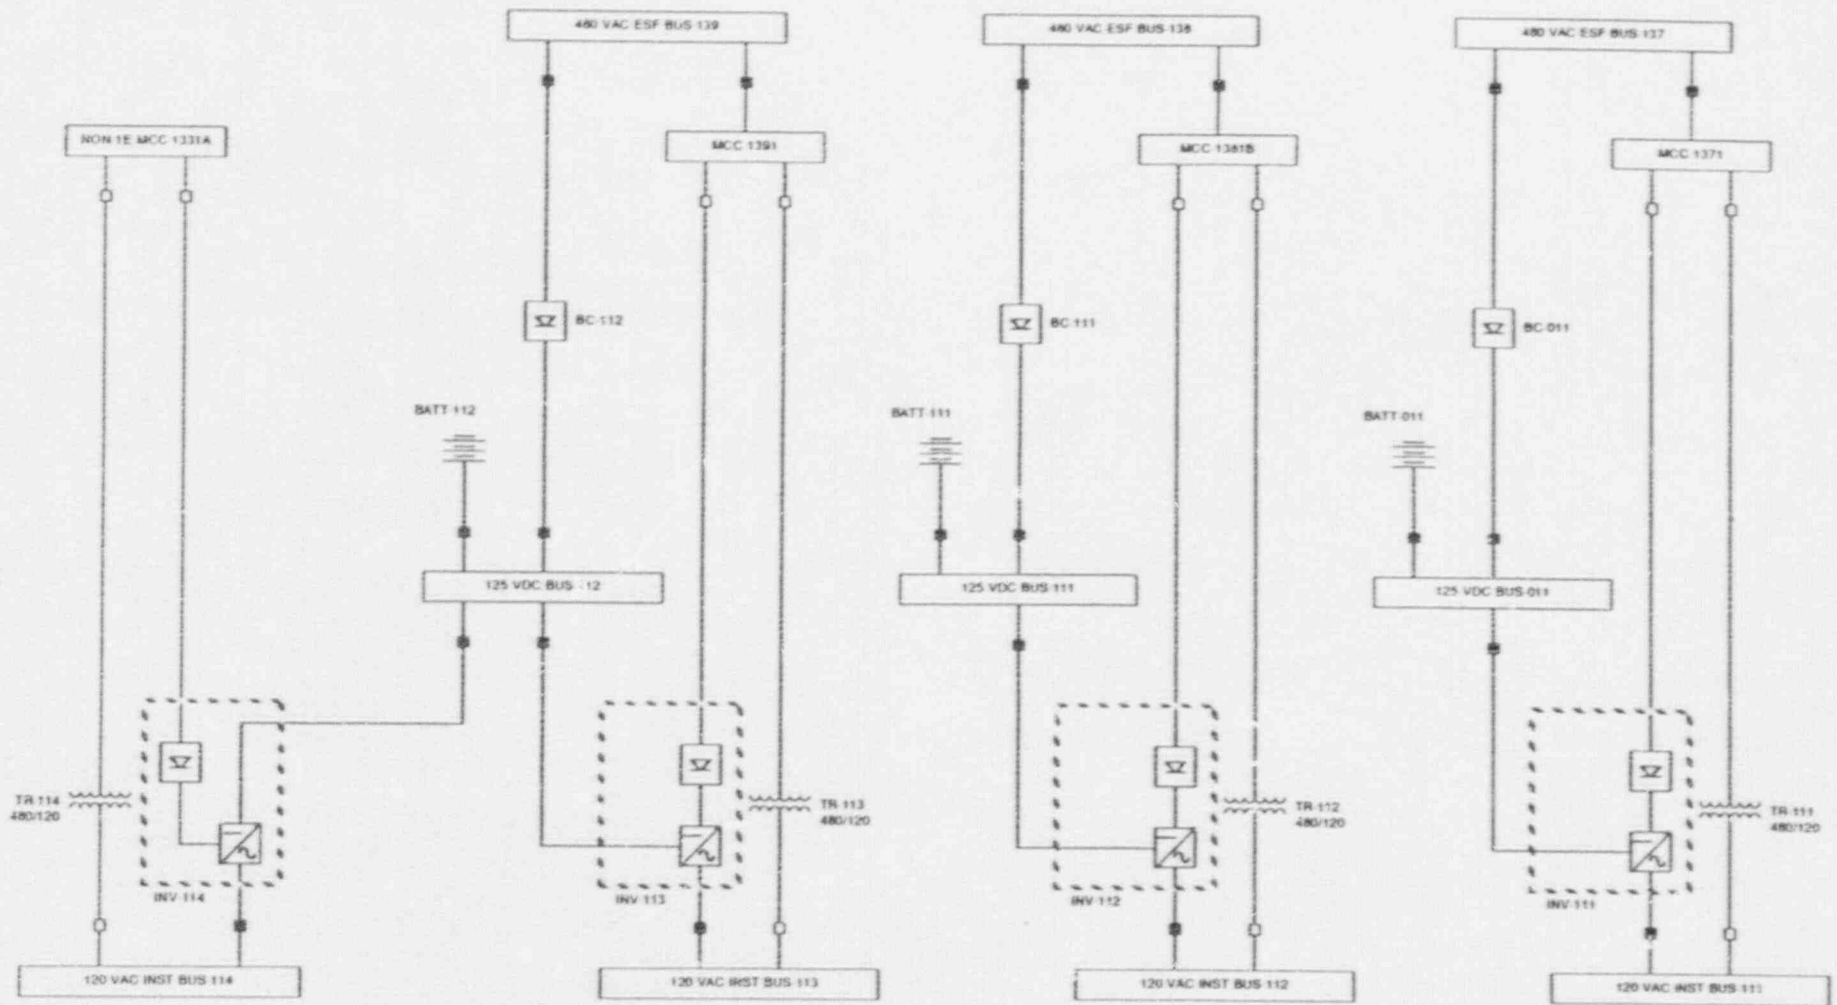 480 VAC ESF BUS-139
480 VAC ESF BUS-138
480 VAC ESF BUS-137
NON 1E MCC-1331A
MCC-1391
MCC-1381B
MCC-1371
BC-112
BC-111
BC-011
BATT-112
BATT-111
BATT-011
125 VDC BUS 12
125 VDC BUS-111
125 VDC BUS-011
TR-114
480/120
TR-113
480/120
TR-112
480/120
TR-111
480/120
INV-114
INV-113
INV-112
INV-111
120 VAC INST BUS-114
120 VAC INST BUS-113
120 VAC INST BUS-112
120 VAC INST BUS-111